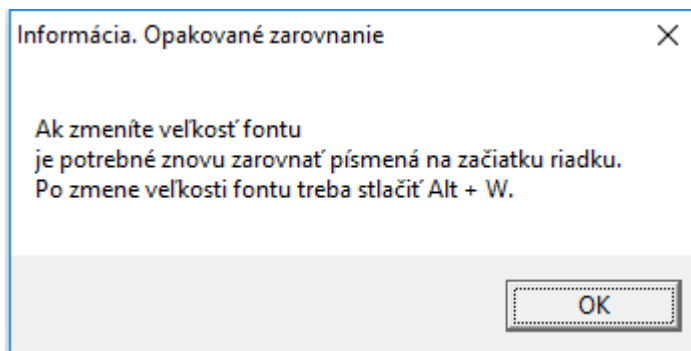 Informácia. Opakované zarovnanie
Ak zmeníte veľkosť fontu
je potrebné znovu zarovnať písmená na začiatku riadku.
Po zmene veľkosti fontu treba stlačiť Alt + W.
OK